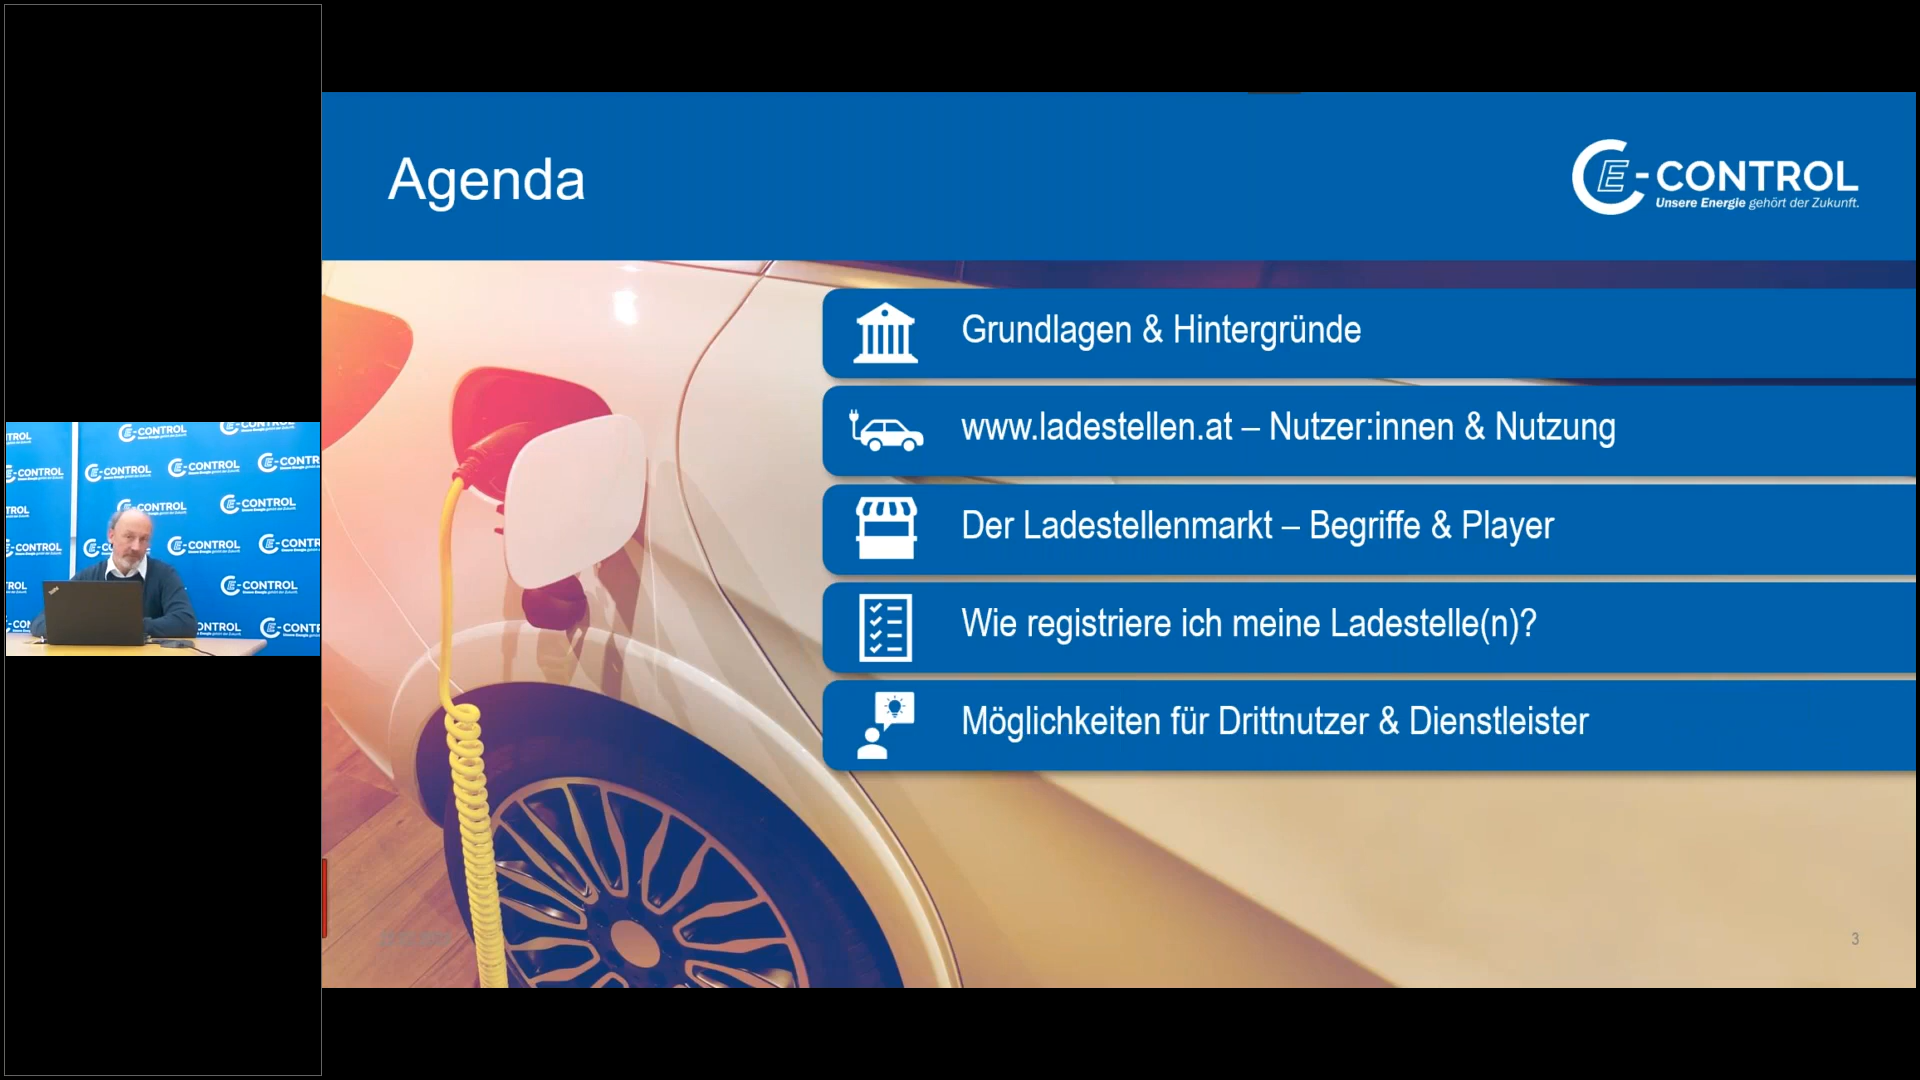 Agenda
E-CONTROL
Unsere Energie gehört der Zukunft.
Grundlagen & Hintergründe
www.ladestellen.at – Nutzer:innen & Nutzung
Der Ladestellenmarkt – Begriffe & Player
Wie registriere ich meine Ladestelle(n)?
Möglichkeiten für Drittnutzer & Dienstleister
3